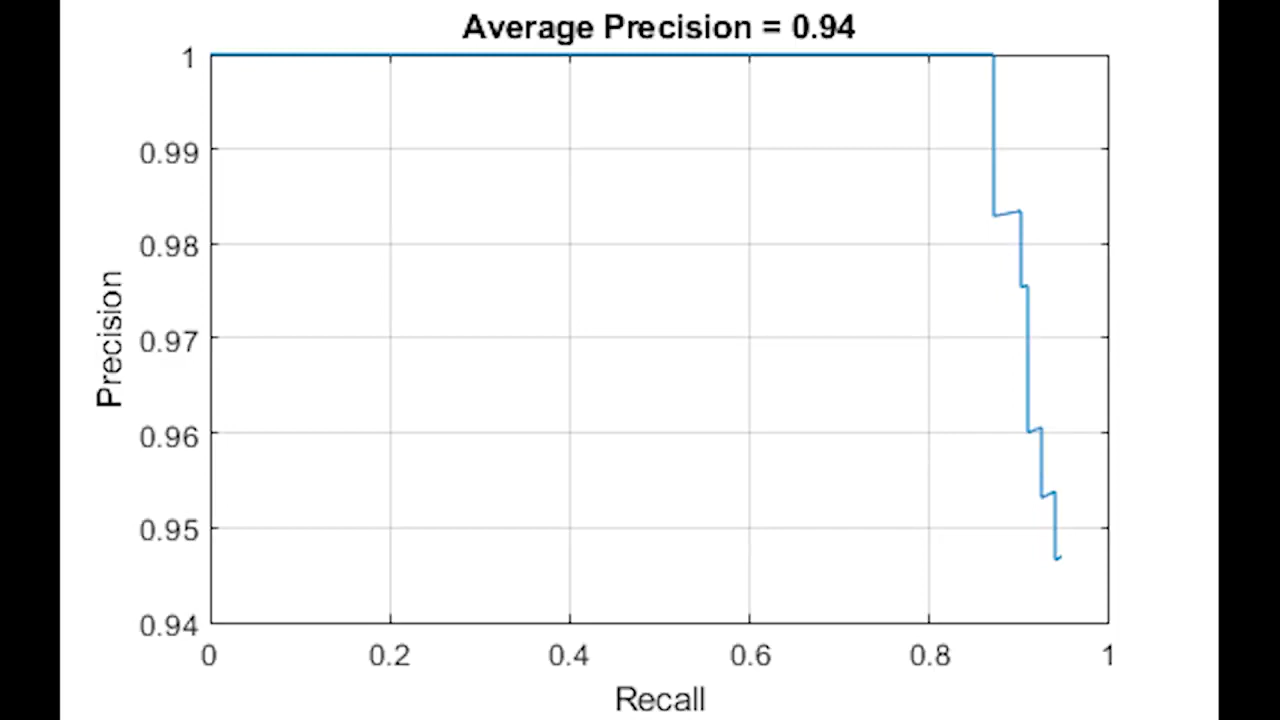 Average Precision = 0.94
1
0.99
0.98
0.97
0.96
0.95
0.94
Precision
0 0.2 0.4 0.6 0.8 1
Recall